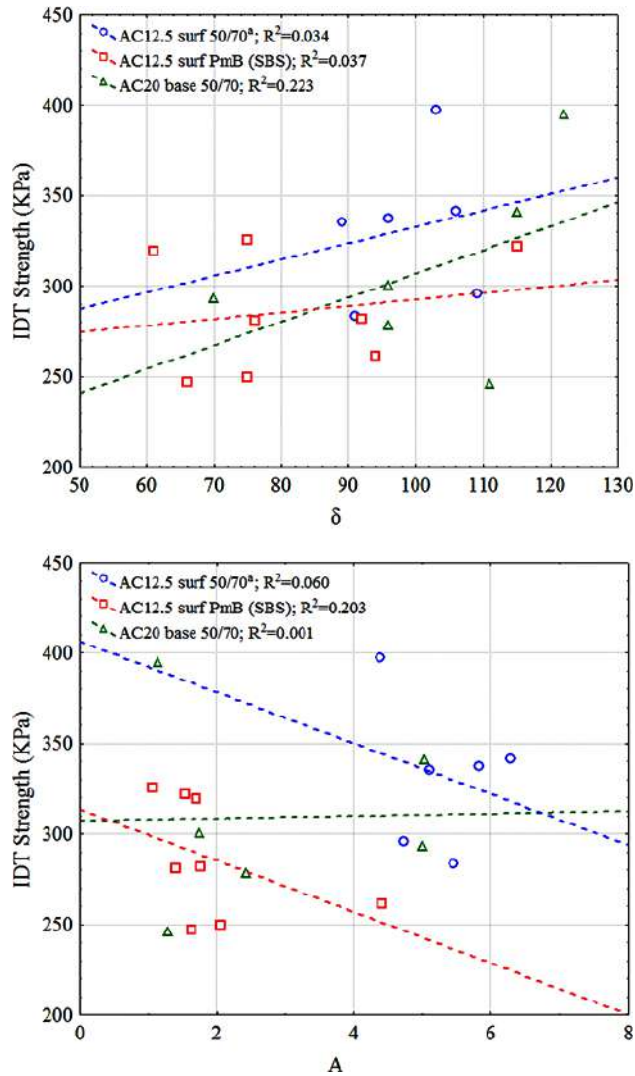 450
400
350
300
250
200
IDT Strength (KPa)
AC12.5 surf 50/70ª; R²=0.034
AC12.5 surf PmB (SBS); R²=0.037
AC20 base 50/70; R²=0.223
50 60 70 80 90 100 110 120 130
δ
450
400
350
300
250
200
IDT Strength (KPa)
AC12.5 surf 50/70ª; R²=0.060
AC12.5 surf PmB (SBS); R²=0.203
AC20 base 50/70; R²=0.001
0 2 4 6 8
A